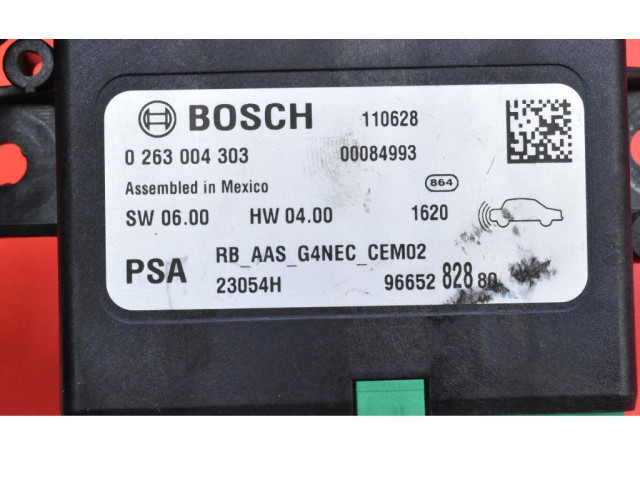 BOSCH 110628
0 263 004 303 00084993
Assembled in Mexico 864
SW 06.00 HW 04.00 1620
PSA RB_AAS_G4NEC_CEM02
23054H 96652 828 80